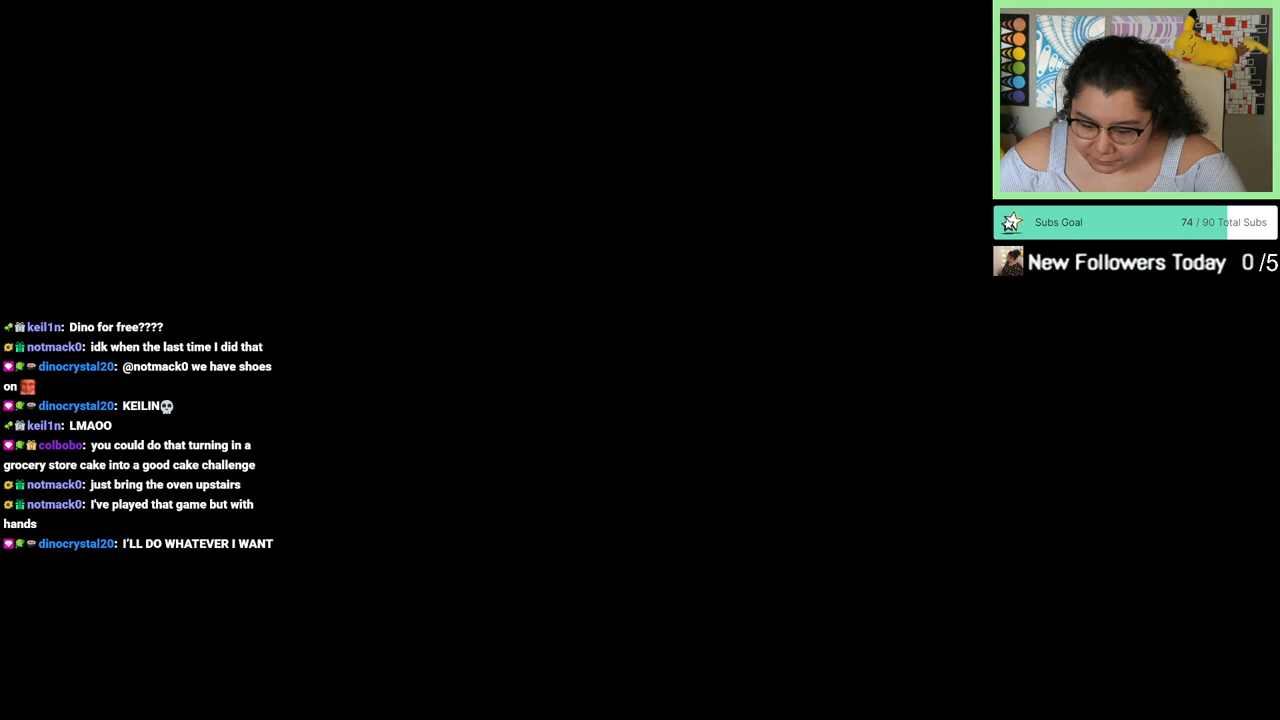 Subs Goal 74 / 90 Total Subs
New Followers Today 0 /5
keil1n: Dino for free????
notmack0: idk when the last time I did that
dinocrystal20: @notmack0 we have shoes
on
dinocrystal20: KEILIN💀
keil1n: LMAOO
colbobo: you could do that turning in a
grocery store cake into a good cake challenge
notmack0: just bring the oven upstairs
notmack0: I've played that game but with
hands
dinocrystal20: I'LL DO WHATEVER I WANT